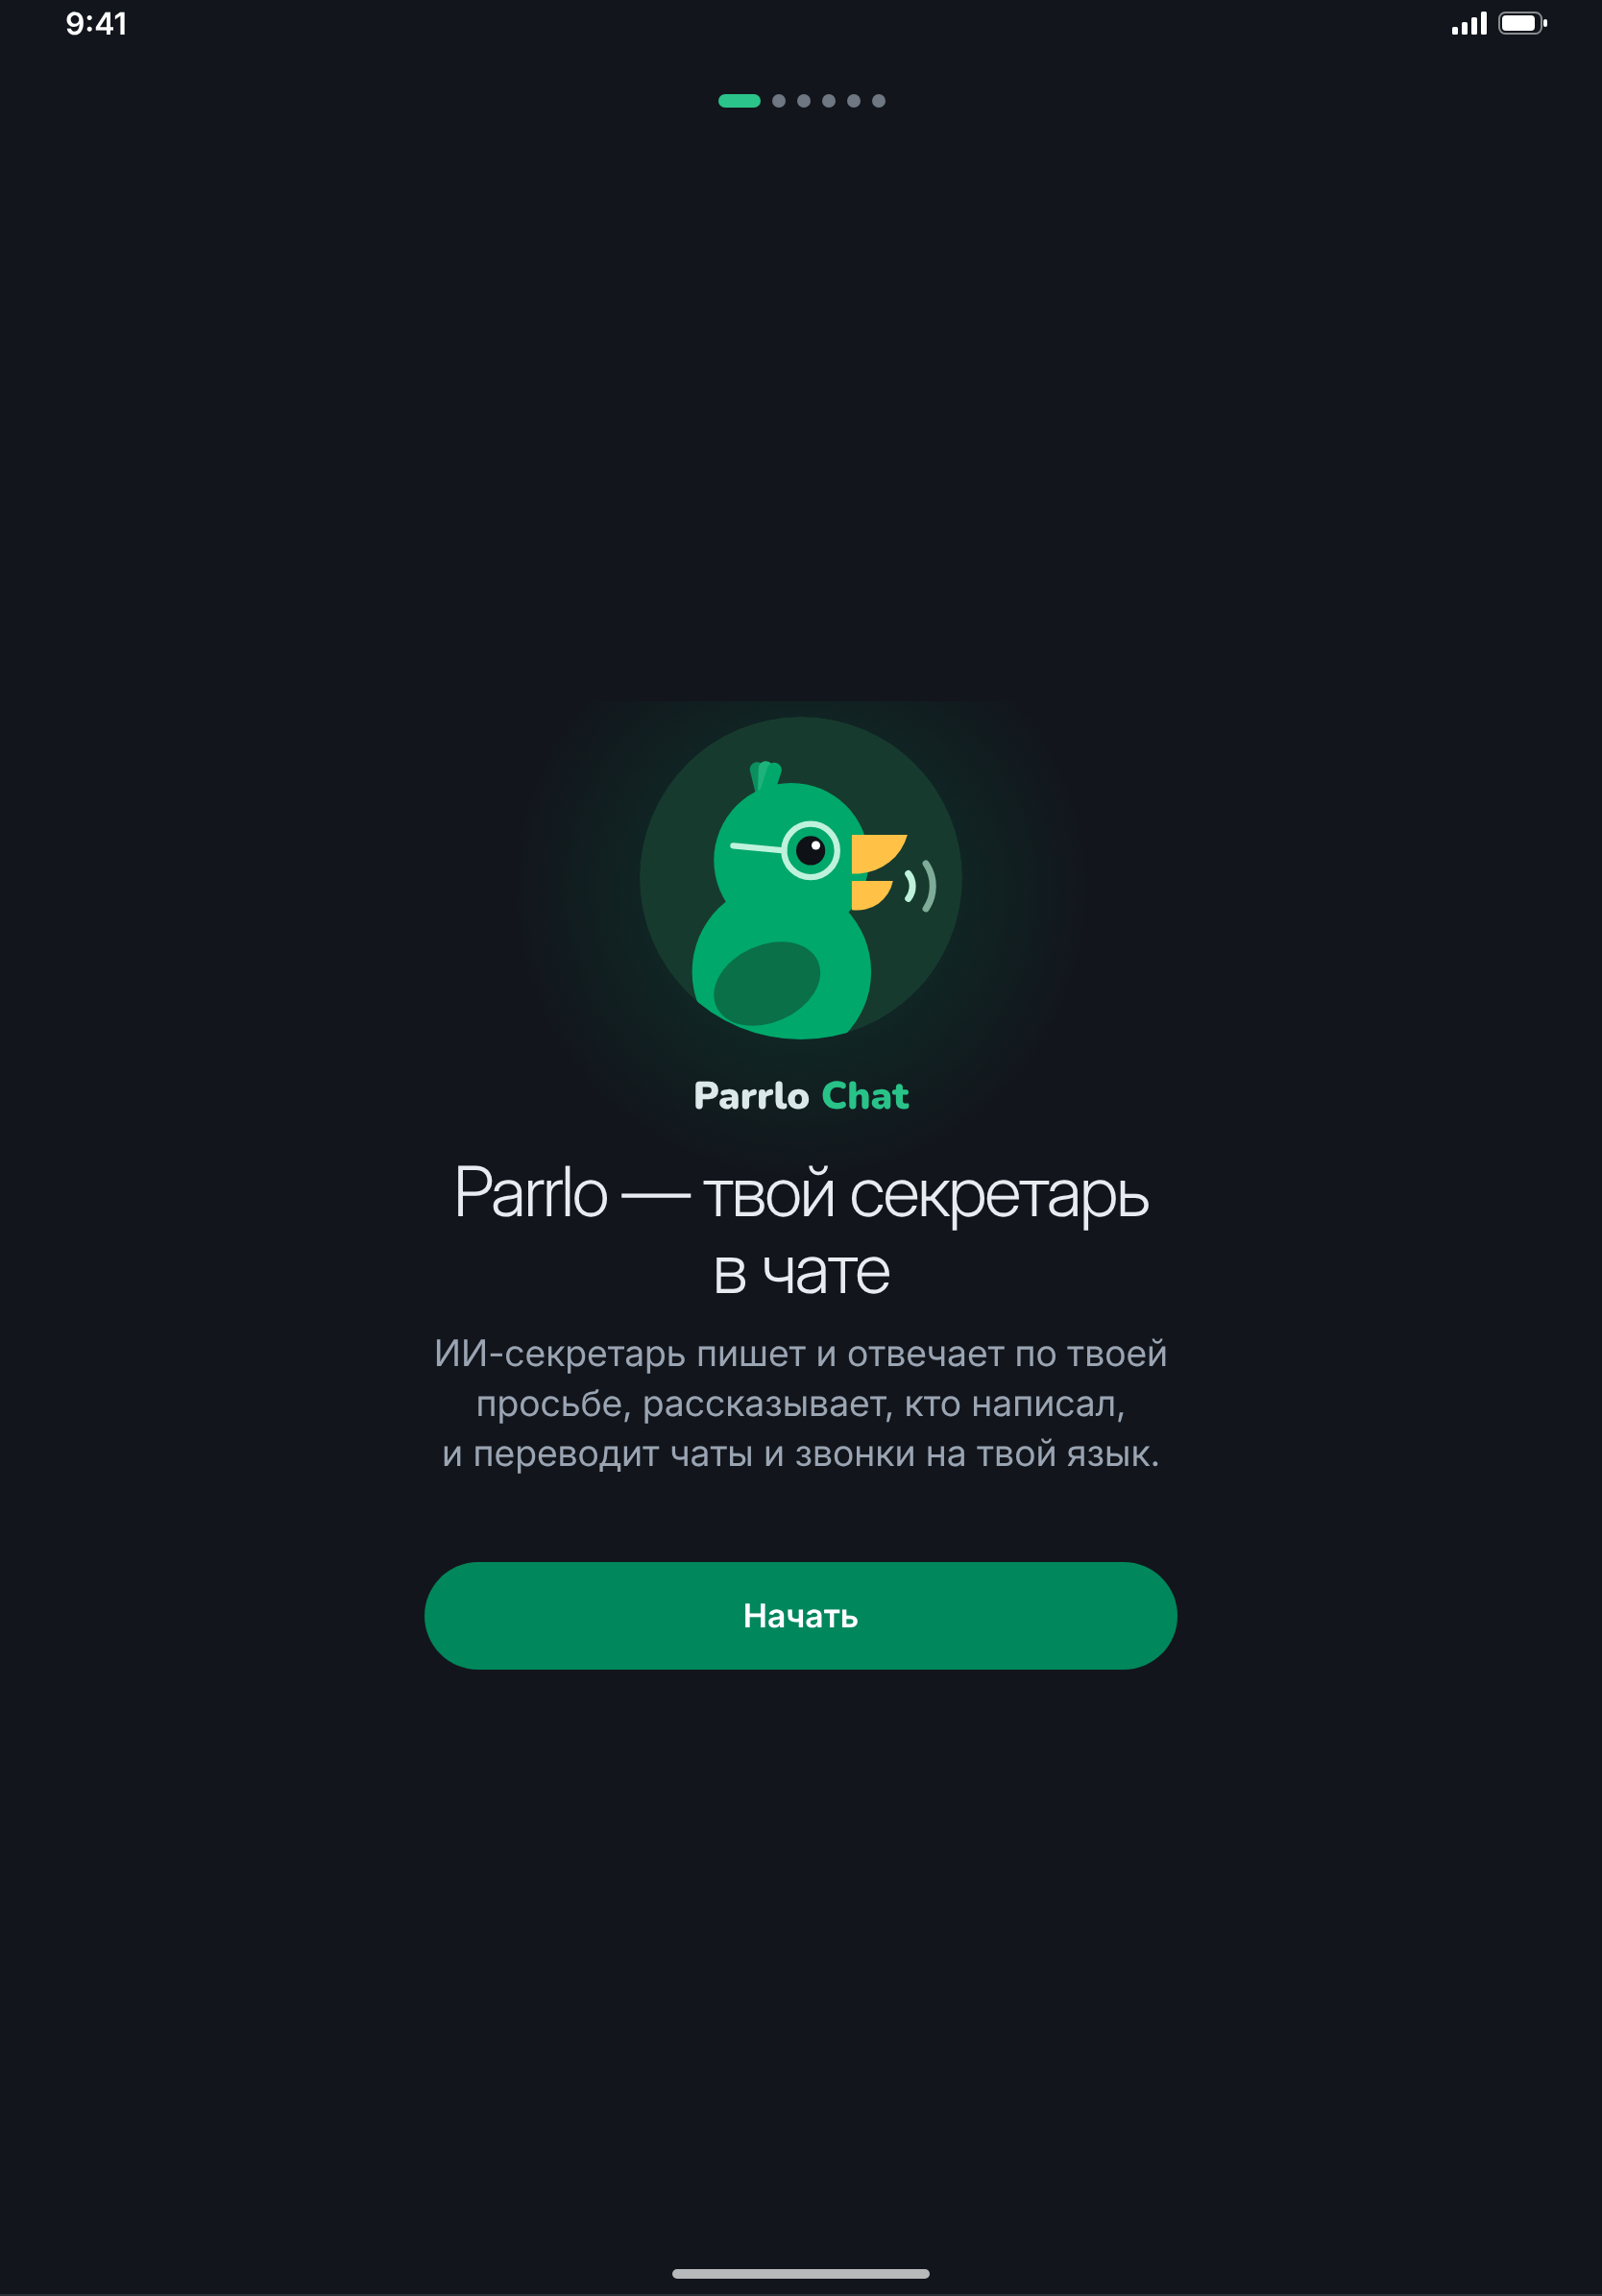 9:41
Parrlo Chat
Parrlo — твой секретарь
в чате
ИИ-секретарь пишет и отвечает по твоей
просьбе, рассказывает, кто написал,
и переводит чаты и звонки на твой язык.
Начать